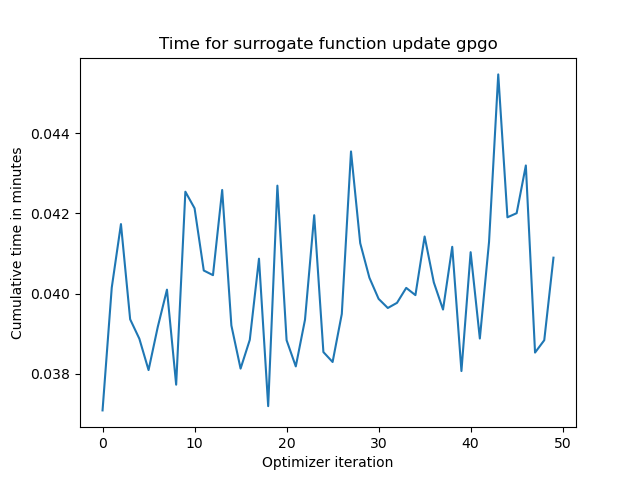 Time for surrogate function update gpgo
Cumulative time in minutes
0.044
0.042
0.040
0.038
0 10 20 30 40 50
Optimizer iteration